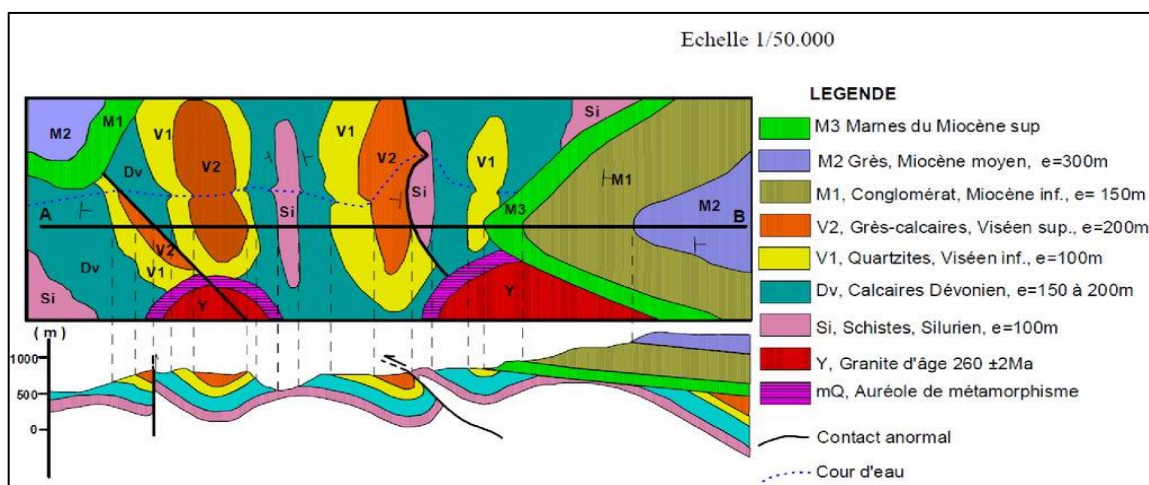 Echelle 1/50.000
LEGENDE
M3 Marnes du Miocène sup
M2 Grès, Miocène moyen, e=300m
M1, Conglomérat, Miocène inf., e= 150m
V2, Grès-calcaires, Viséen sup., e=200m
V1, Quartzites, Viséen inf., e=100m
Dv, Calcaires Dévonien, e=150 à 200m
Si, Schistes, Silurien, e=100m
Y, Granite d'âge 260 ±2Ma
mQ, Auréole de métamorphisme
Contact anormal
Cour d'eau
M2 M1 V1 V2 V2 V1 Si
Dv Si M1
A Si M3 M2 B
V2
Dv V1
Si Y Y
( m )
1000
500
0